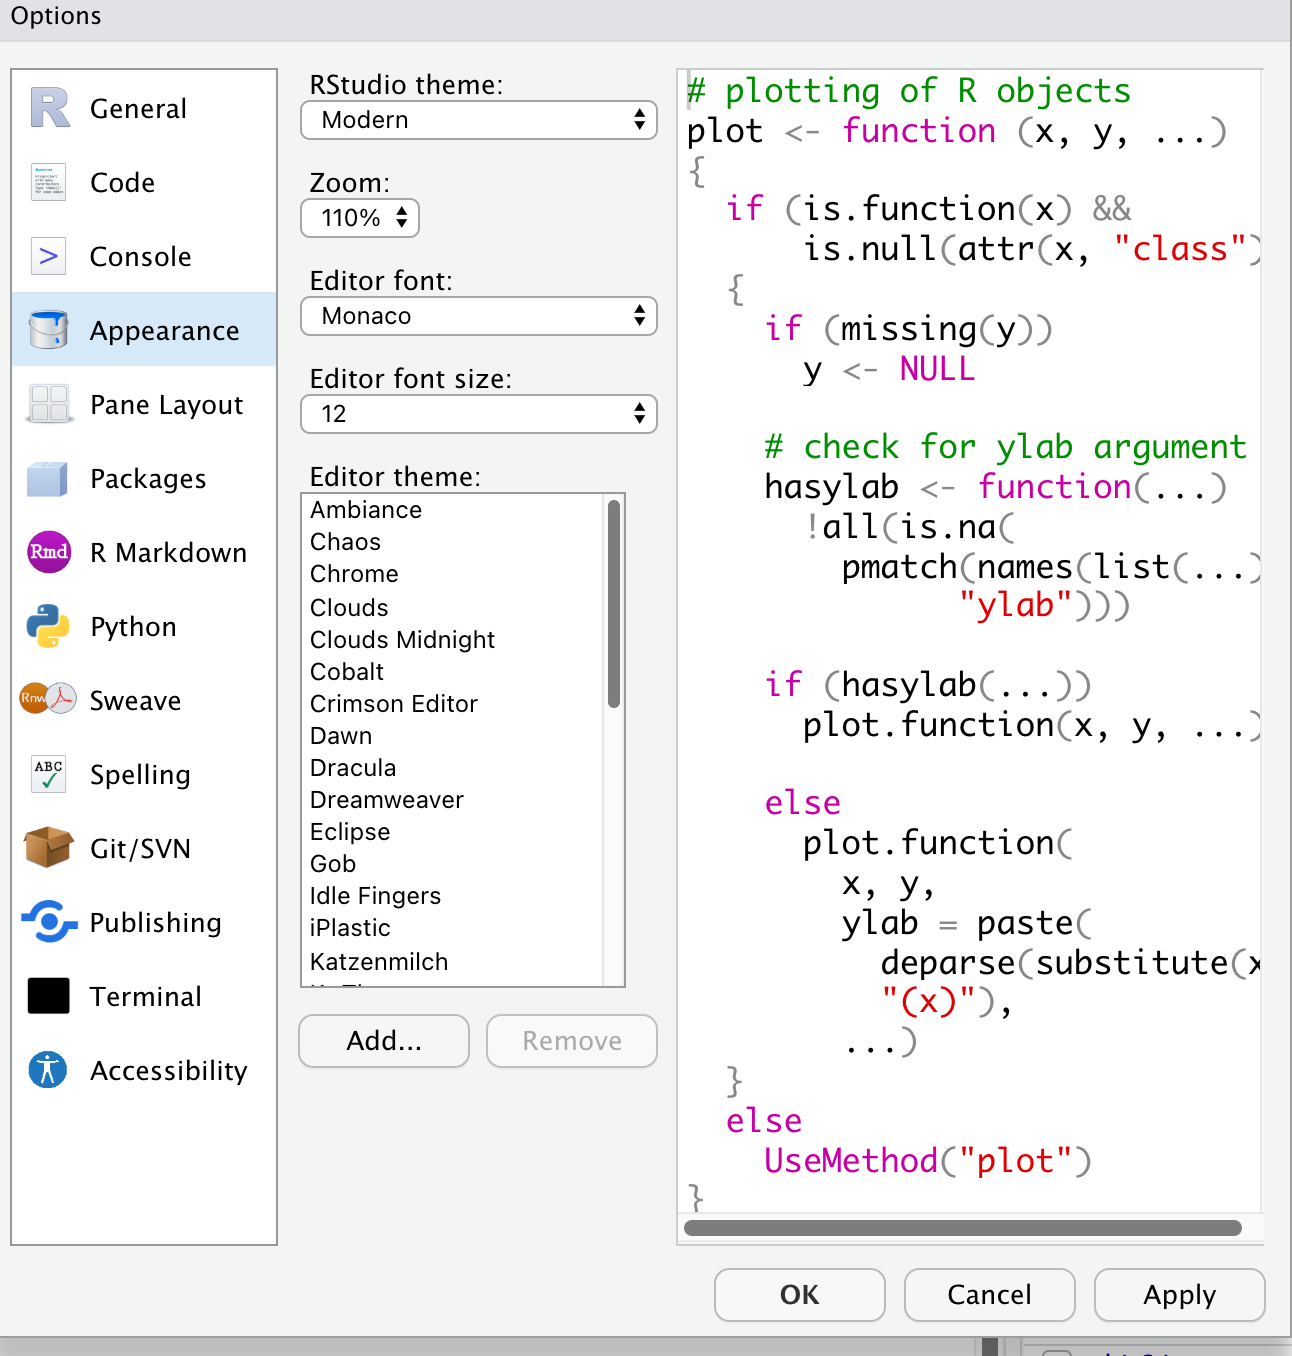 Options
General
Code
Console
Appearance
Pane Layout
Packages
Rmd
R Markdown
Python
Rnw
Sweave
ABC
Spelling
Git/SVN
Publishing
Terminal
Accessibility
RStudio theme:
Modern
Zoom:
110%
Editor font:
Monaco
Editor font size:
12
Editor theme:
Ambiance
Chaos
Chrome
Clouds
Clouds Midnight
Cobalt
Crimson Editor
Dawn
Dracula
Dreamweaver
Eclipse
Gob
Idle Fingers
iPlastic
Katzenmilch
Add...
Remove
# plotting of R objects
plot <- function (x, y, ...)
{
  if (is.function(x) &&
      is.null(attr(x, "class")
  {
    if (missing(y))
      y <- NULL

    # check for ylab argument
    hasylab <- function(...)
      !all(is.na(
        pmatch(names(list(...)
              "ylab")))

    if (hasylab(...))
      plot.function(x, y, ...)

    else
      plot.function(
        x, y,
        ylab = paste(
          deparse(substitute(x
          "(x)"),
        ...)
  }
  else
    UseMethod("plot")
}
OK
Cancel
Apply